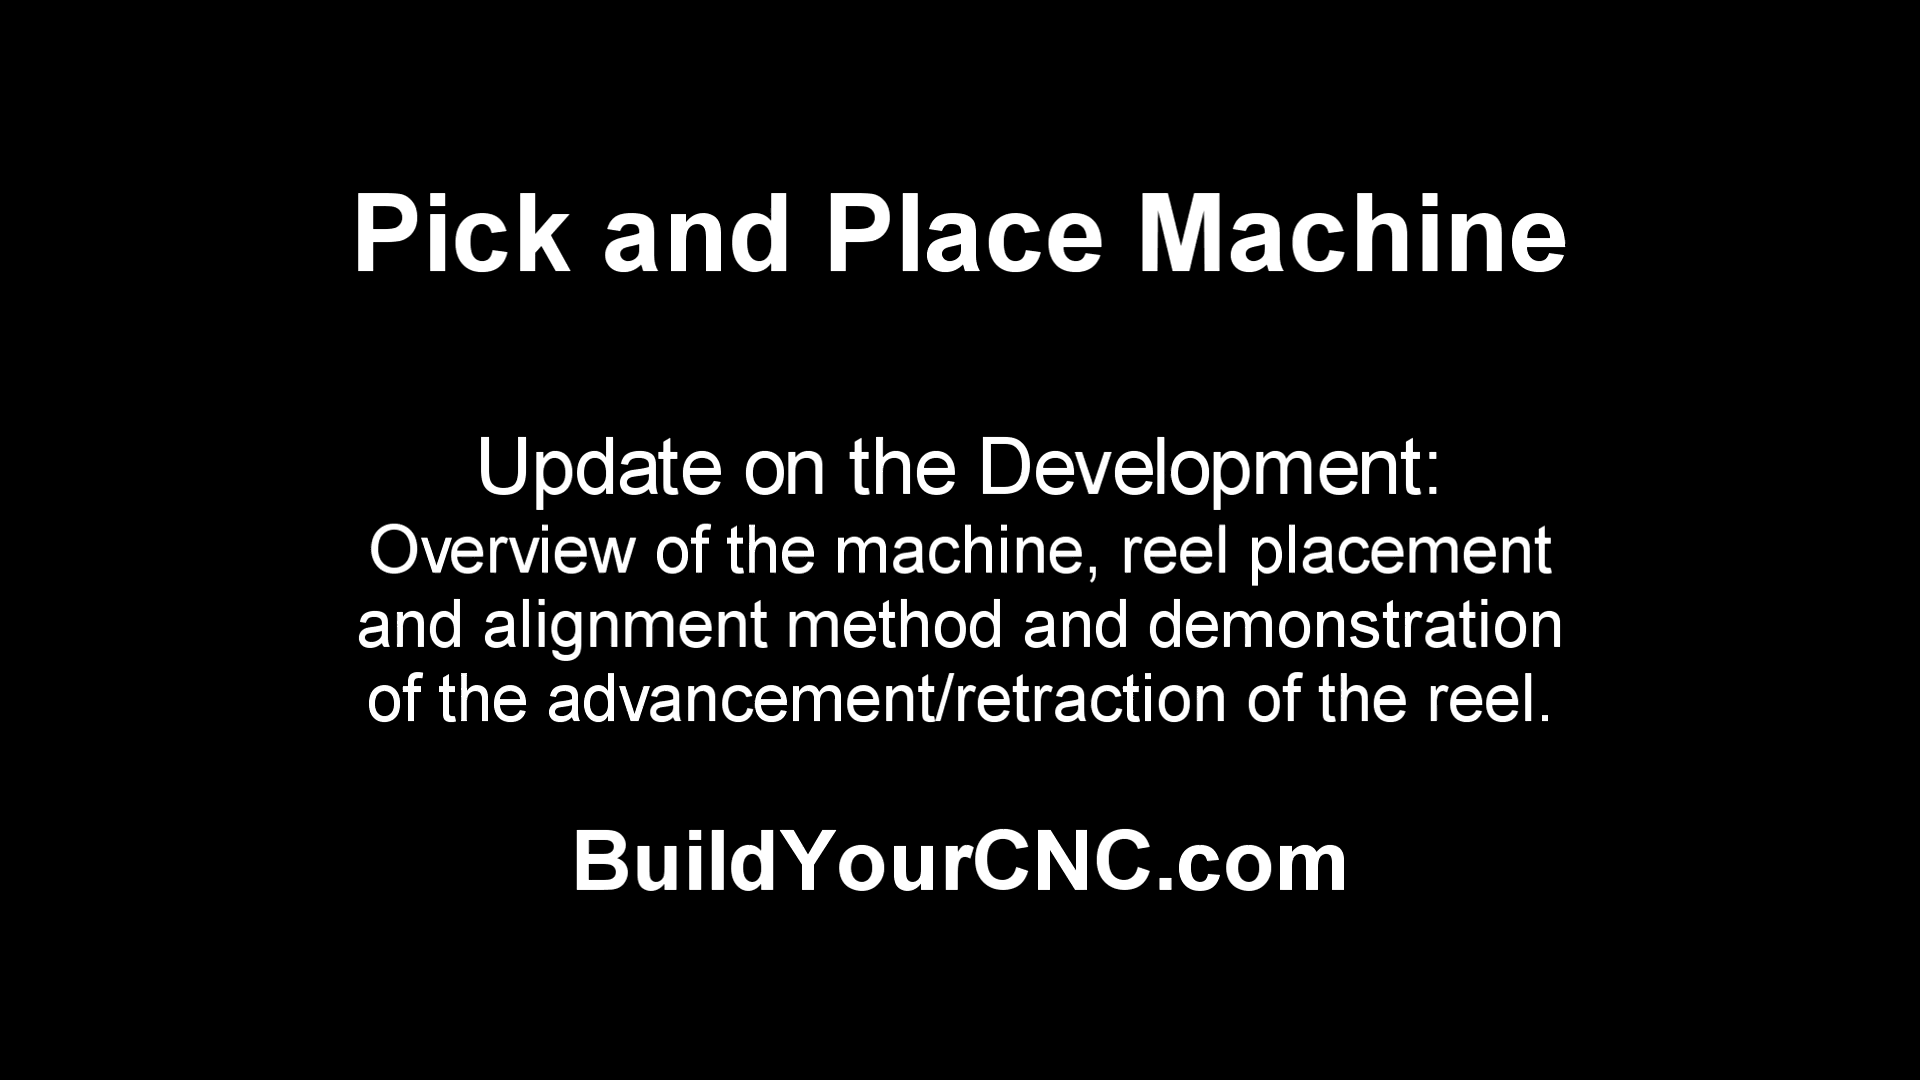 Pick and Place Machine
Update on the Development:
Overview of the machine, reel placement
and alignment method and demonstration
of the advancement/retraction of the reel.
BuildYourCNC.com